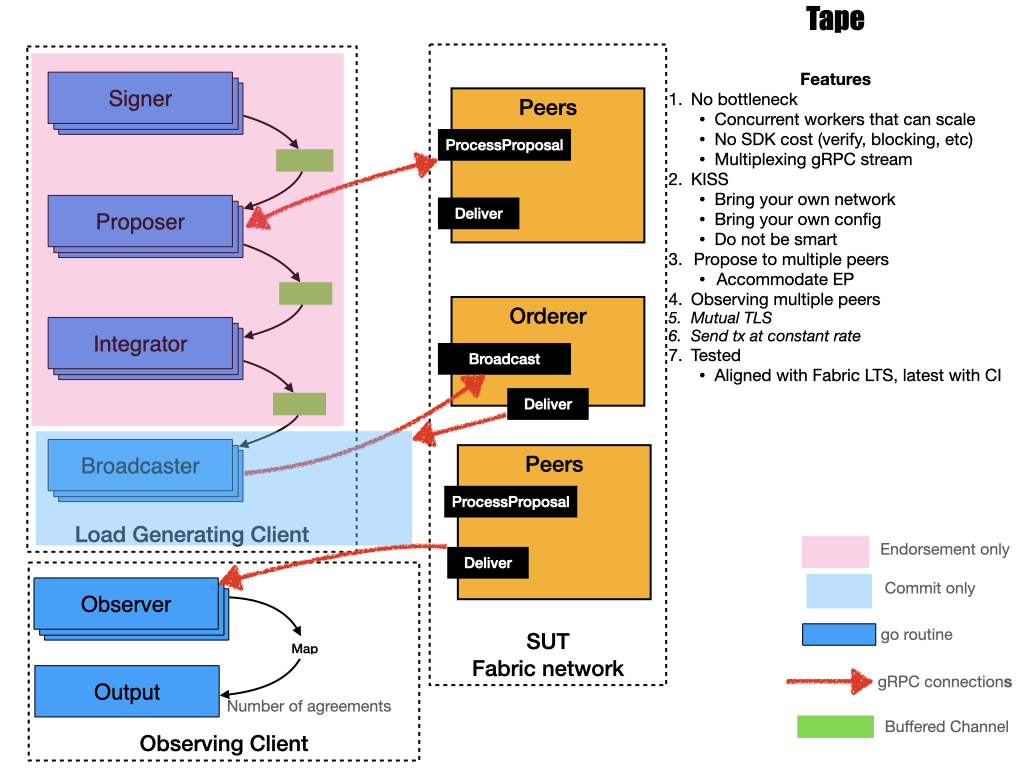 Tape
Signer
Proposer
Integrator
Broadcaster
Load Generating Client
Observer
Map
Output
Number of agreements
Observing Client
Peers
ProcessProposal
Deliver
Orderer
Broadcast
Deliver
Peers
ProcessProposal
Deliver
SUT
Fabric network
Features
1. No bottleneck
• Concurrent workers that can scale
• No SDK cost (verify, blocking, etc)
• Multiplexing gRPC stream
2. KISS
• Bring your own network
• Bring your own config
• Do not be smart
3. Propose to multiple peers
• Accommodate EP
4. Observing multiple peers
5. Mutual TLS
6. Send tx at constant rate
7. Tested
• Aligned with Fabric LTS, latest with CI
Endorsement only
Commit only
go routine
gRPC connections
Buffered Channel